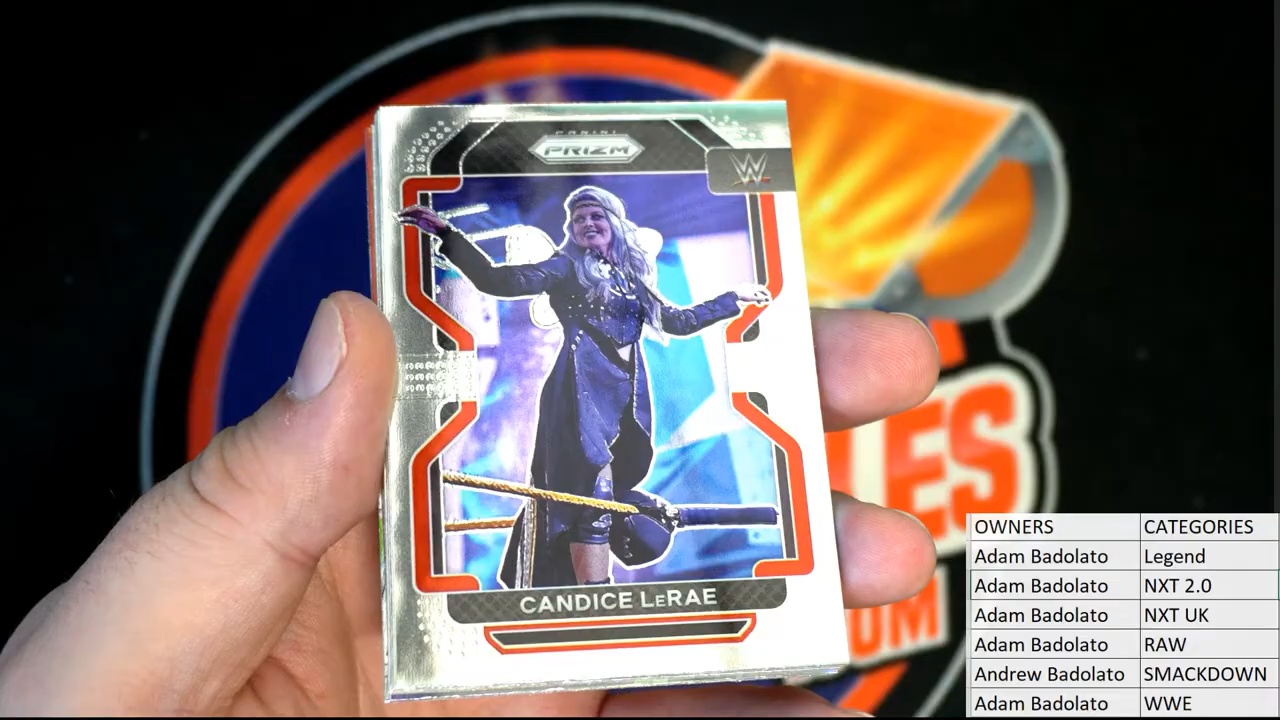 PANINI
PRIZM
W
CANDICE LeRAE
LES
OM
OWNERS CATEGORIES
Adam Badolato Legend
Adam Badolato NXT 2.0
Adam Badolato NXT UK
Adam Badolato RAW
Andrew Badolato SMACKDOWN
Adam Badolato WWE